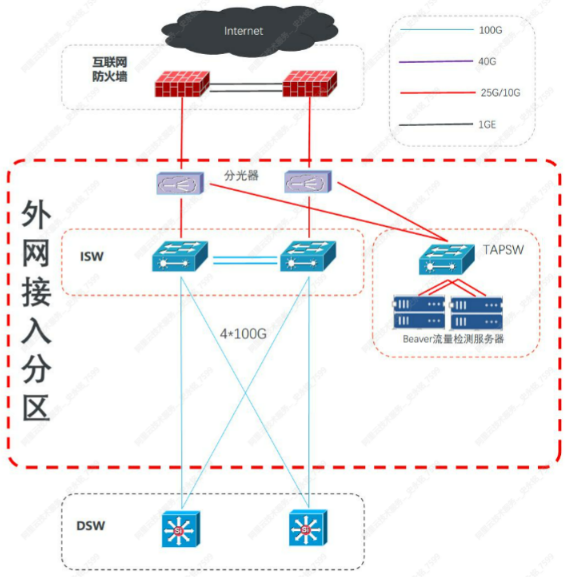 Internet
互联网
防火墙
100G
40G
25G/10G
1GE
分光器
外网接入分区
ISW
TAPSW
4*100G
Beaver流量检测服务器
DSW
Si
Si